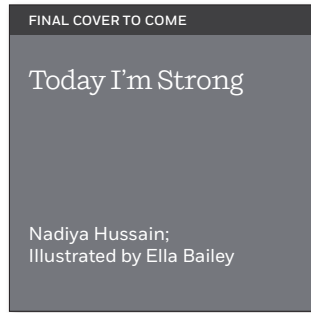 FINAL COVER TO COME
Today I’m Strong
Nadiya Hussain;
Illustrated by Ella Bailey